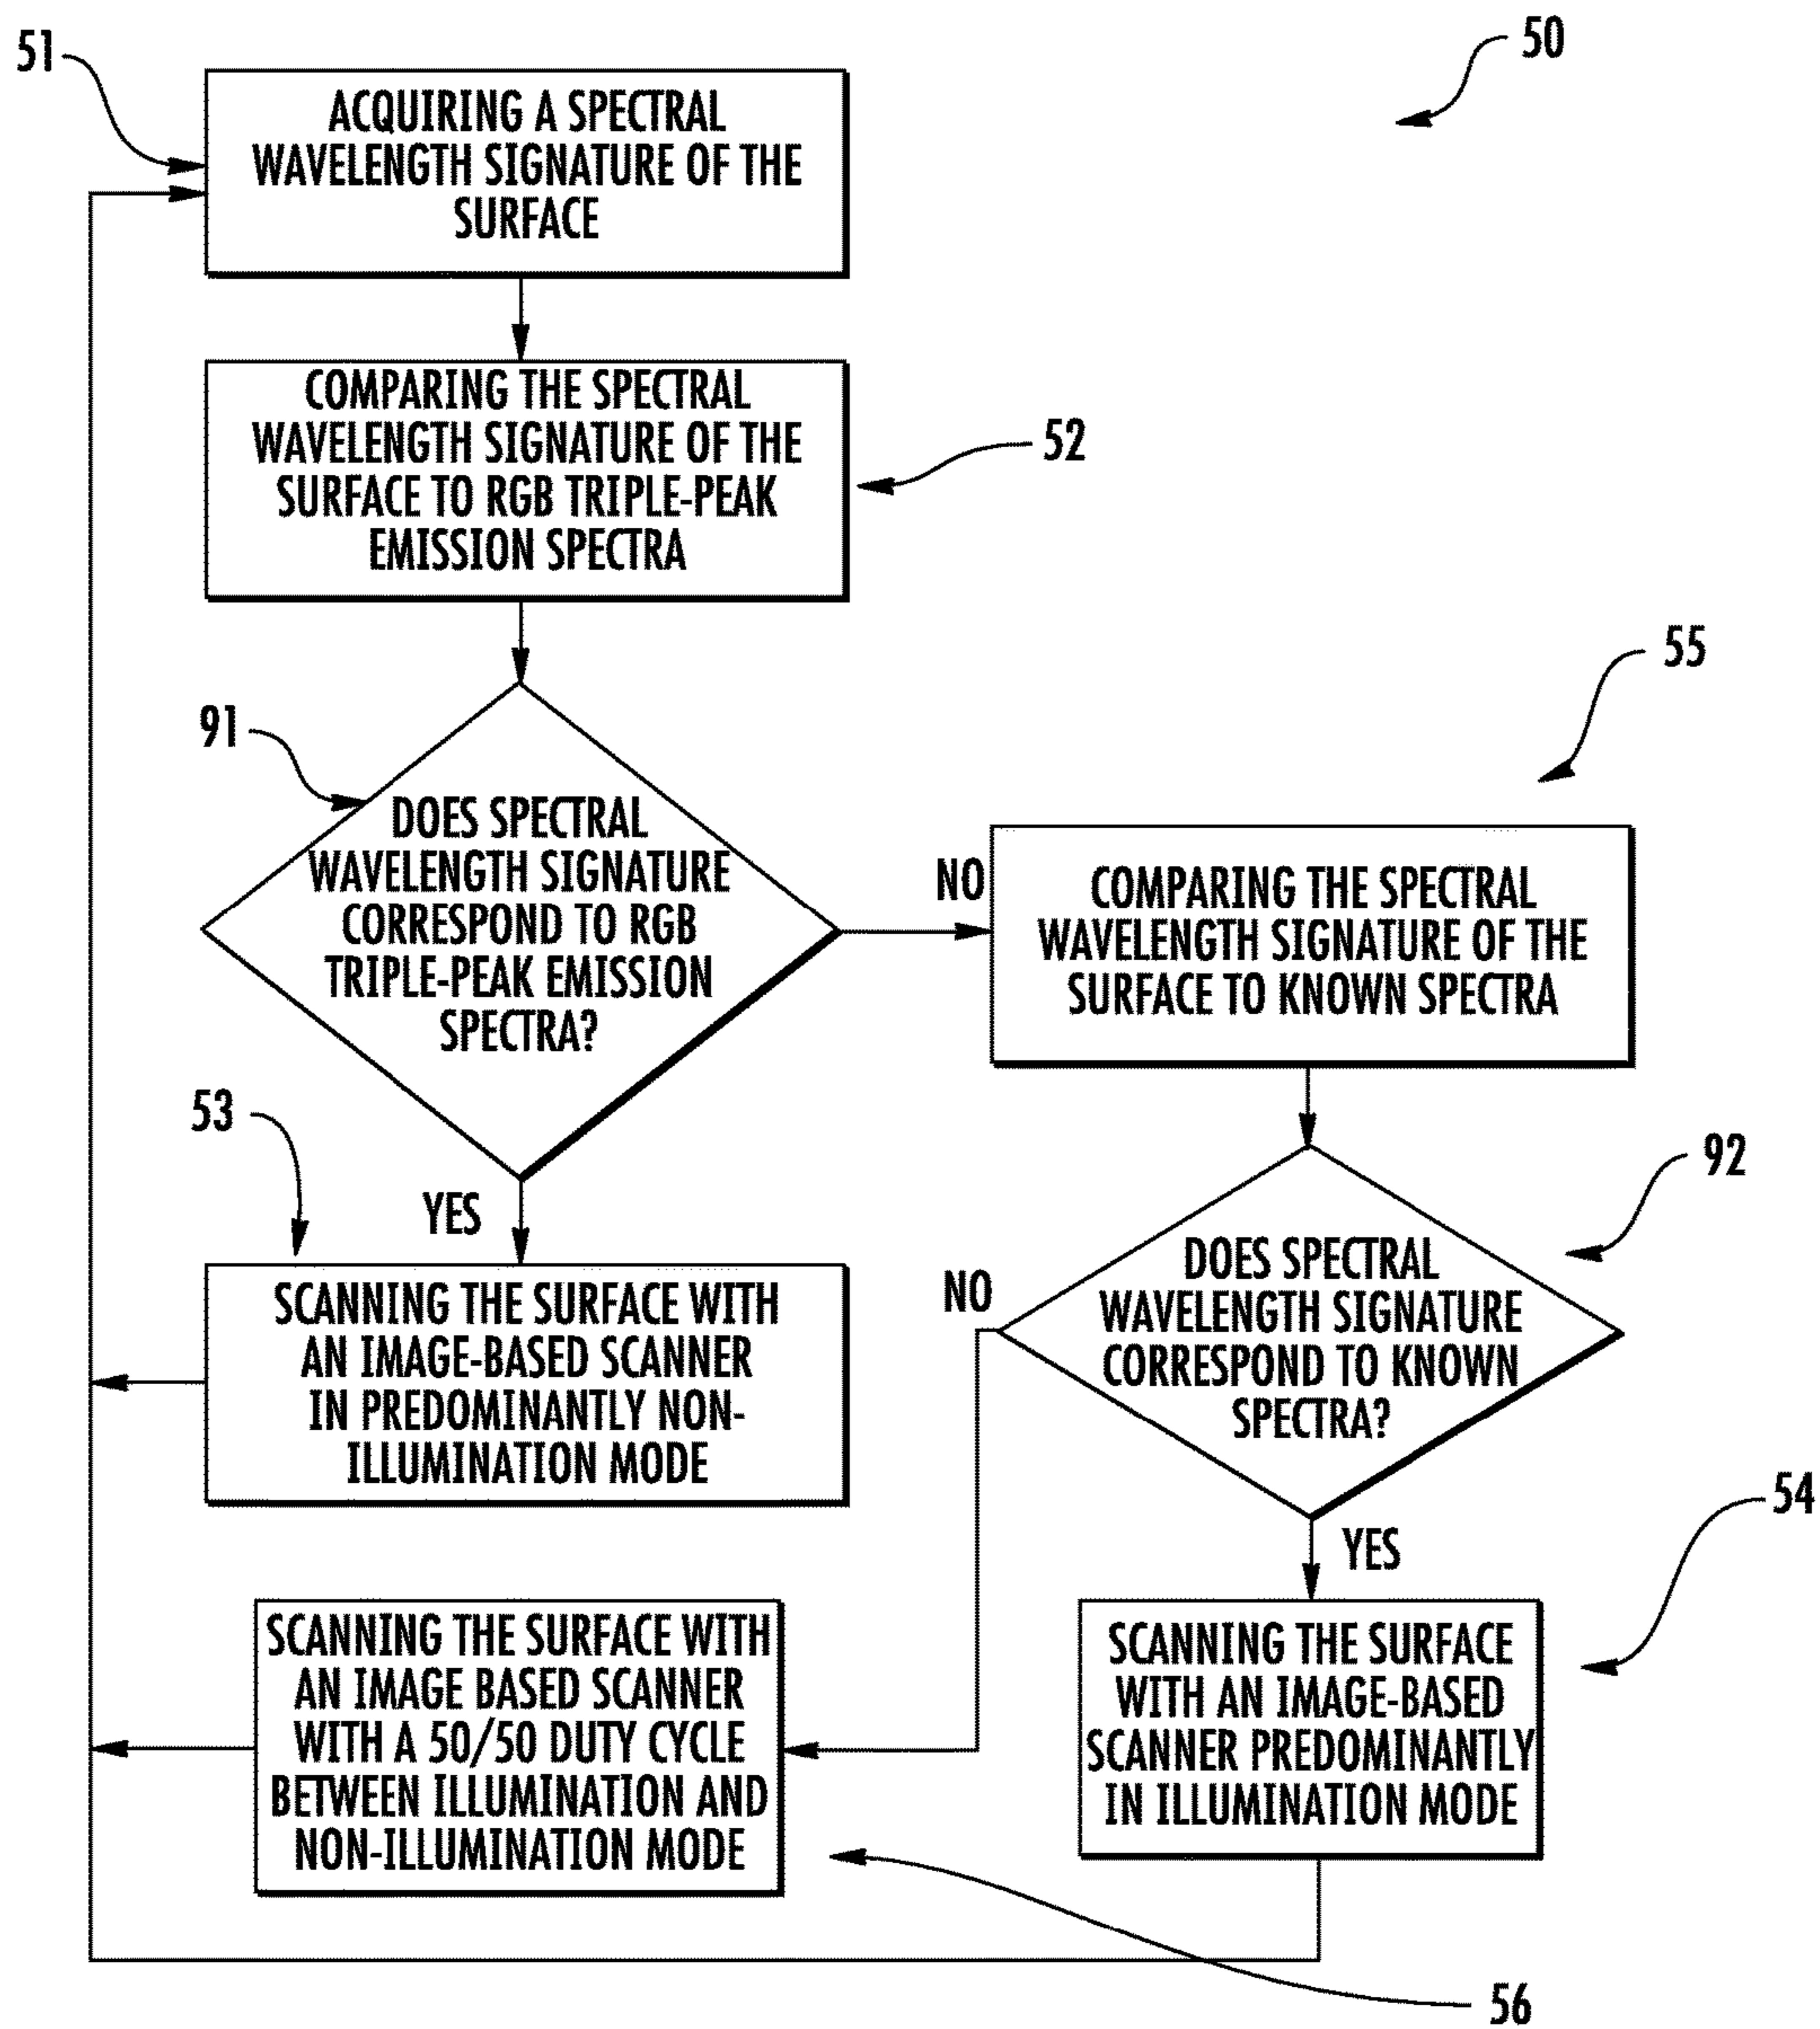 51
50
ACQUIRING A SPECTRAL
WAVELENGTH SIGNATURE OF THE
SURFACE
COMPARING THE SPECTRAL
WAVELENGTH SIGNATURE OF THE
SURFACE TO RGB TRIPLE-PEAK
EMISSION SPECTRA
52
55
91
DOES SPECTRAL
WAVELENGTH SIGNATURE
CORRESPOND TO RGB
TRIPLE-PEAK EMISSION
SPECTRA?
NO
COMPARING THE SPECTRAL
WAVELENGTH SIGNATURE OF THE
SURFACE TO KNOWN SPECTRA
53
YES
92
DOES SPECTRAL
WAVELENGTH SIGNATURE
CORRESPOND TO KNOWN
SPECTRA?
NO
SCANNING THE SURFACE WITH
AN IMAGE-BASED SCANNER
IN PREDOMINANTLY NON-
ILLUMINATION MODE
54
YES
SCANNING THE SURFACE WITH
AN IMAGE BASED SCANNER
WITH A 50/50 DUTY CYCLE
BETWEEN ILLUMINATION AND
NON-ILLUMINATION MODE
SCANNING THE SURFACE
WITH AN IMAGE-BASED
SCANNER PREDOMINANTLY
IN ILLUMINATION MODE
56